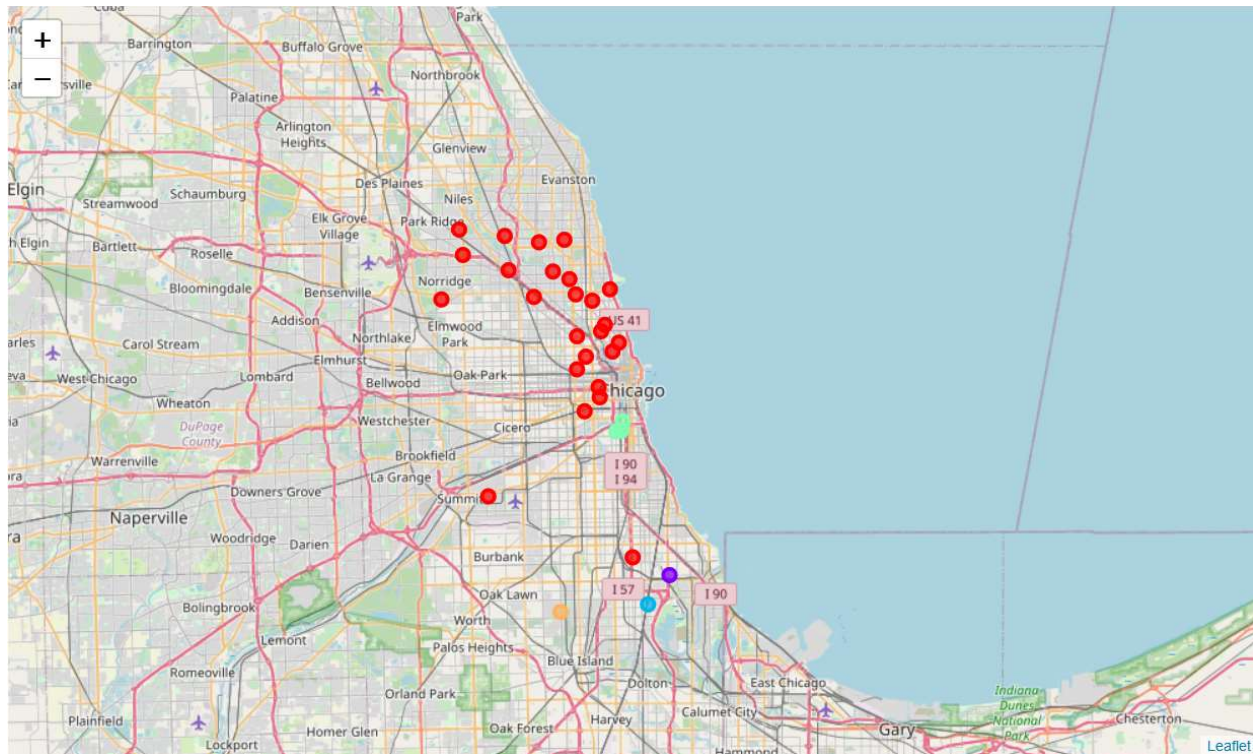 Cuba
Park
+
−
Barrington
Buffalo Grove
Northbrook
Palatine
Arlington
Heights
Glenview
Elgin
Streamwood
Schaumburg
Des Plaines
Evanston
Niles
Elk Grove
Village
Park Ridge
Elgin
Bartlett
Roselle
Bloomingdale
Bensenville
Norridge
Addison
Northlake
Elmwood
Park
US 41
Carol Stream
Elmhurst
West Chicago
Lombard
Bellwood
Oak Park
Chicago
Wheaton
DuPage
County
Westchester
Cicero
Warrenville
Brookfield
La Grange
I 90
I 94
Downers Grove
Summit
Naperville
Woodridge
Darien
Burbank
Bolingbrook
Oak Lawn
I 57
I 90
Worth
Lemont
Palos Heights
Blue Island
Romeoville
Orland Park
Dolton
East Chicago
Calumet City
Indiana
Dunes
National
Park
Plainfield
Homer Glen
Oak Forest
Harvey
Gary
Chesterton
Lockport
Hammond
Leaflet